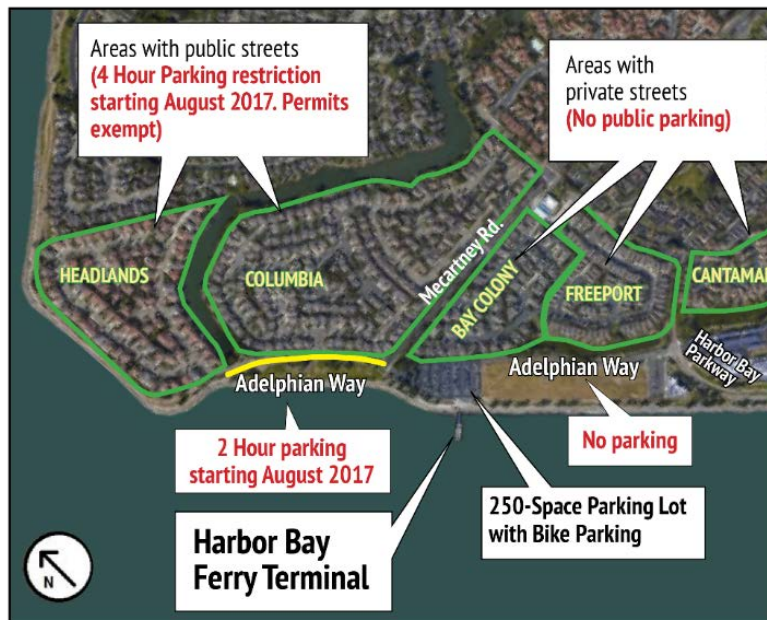 Areas with public streets
(4 Hour Parking restriction
starting August 2017. Permits
exempt)
Areas with
private streets
(No public parking)
HEADLANDS
COLUMBIA
Mecartney Rd.
BAY COLONY
FREEPORT
CANTAMAR
Harbor Bay
Parkway
Adelphian Way
Adelphian Way
2 Hour parking
starting August 2017
No parking
250-Space Parking Lot
with Bike Parking
Harbor Bay
Ferry Terminal
N